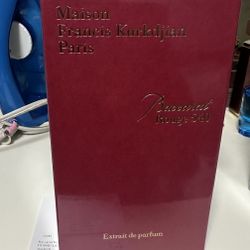 Maison
Francis Kurkdjian
Paris
Baccarat
Rouge 540
Extrait de parfum